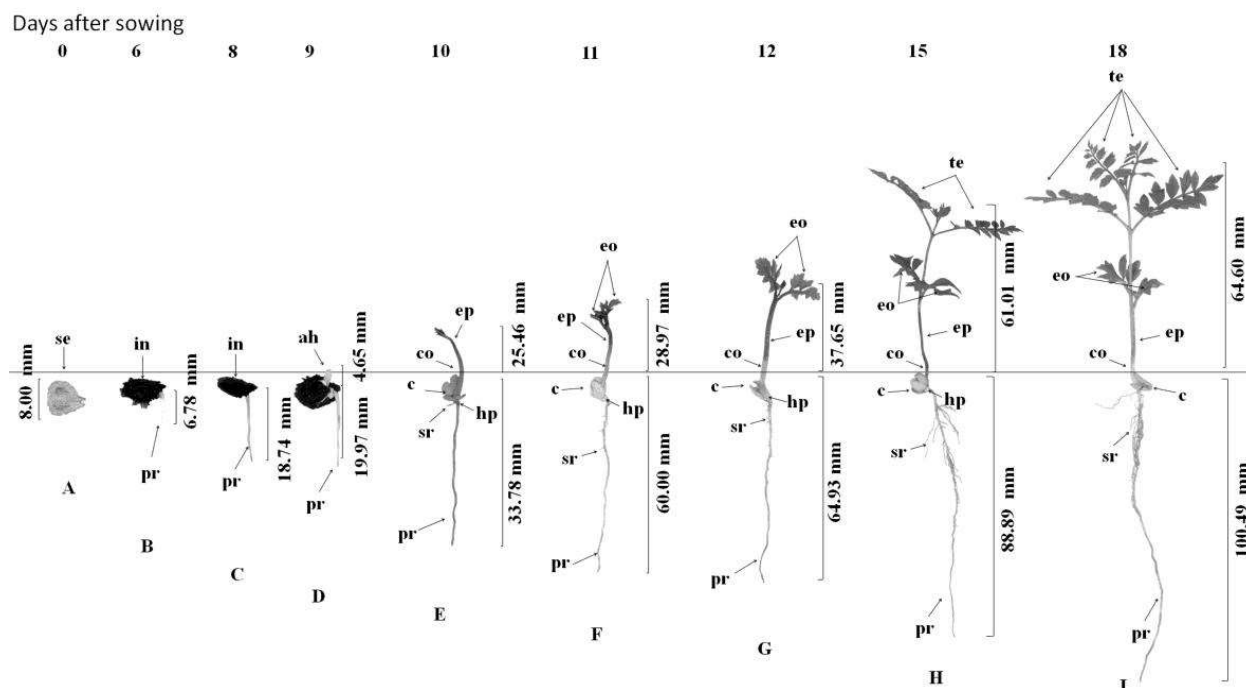 Days after sowing
0 6 8 9 10 11 12 15 18
se
8.00 mm
A
in
6.78 mm
pr
B
in
18.74 mm
pr
C
ah
4.65 mm
19.97 mm
pr
D
ep
25.46 mm
co
c
hp
sr
33.78 mm
pr
E
eo
ep
28.97 mm
co
c
hp
sr
60.00 mm
pr
F
eo
ep
37.65 mm
co
c
hp
sr
64.93 mm
pr
G
te
61.01 mm
eo
ep
co
c
hp
sr
88.89 mm
pr
H
te
64.60 mm
eo
ep
co
c
sr
100.49 mm
pr
I